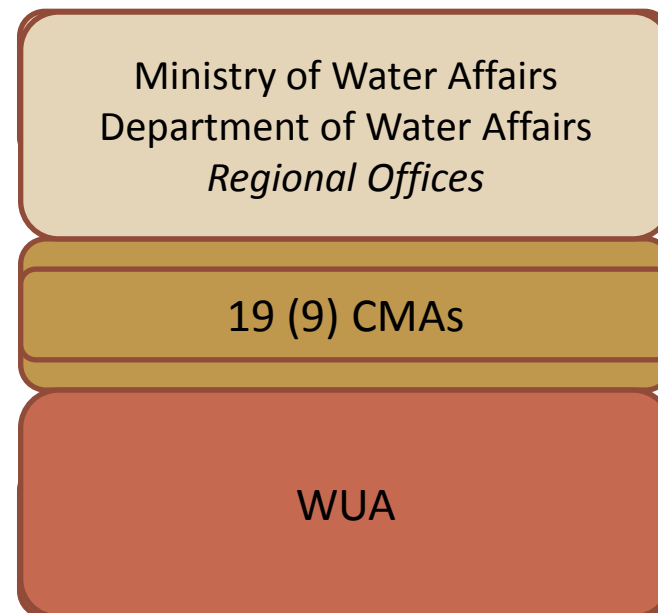 Ministry of Water Affairs
Department of Water Affairs
Regional Offices
19 (9) CMAs
WUA